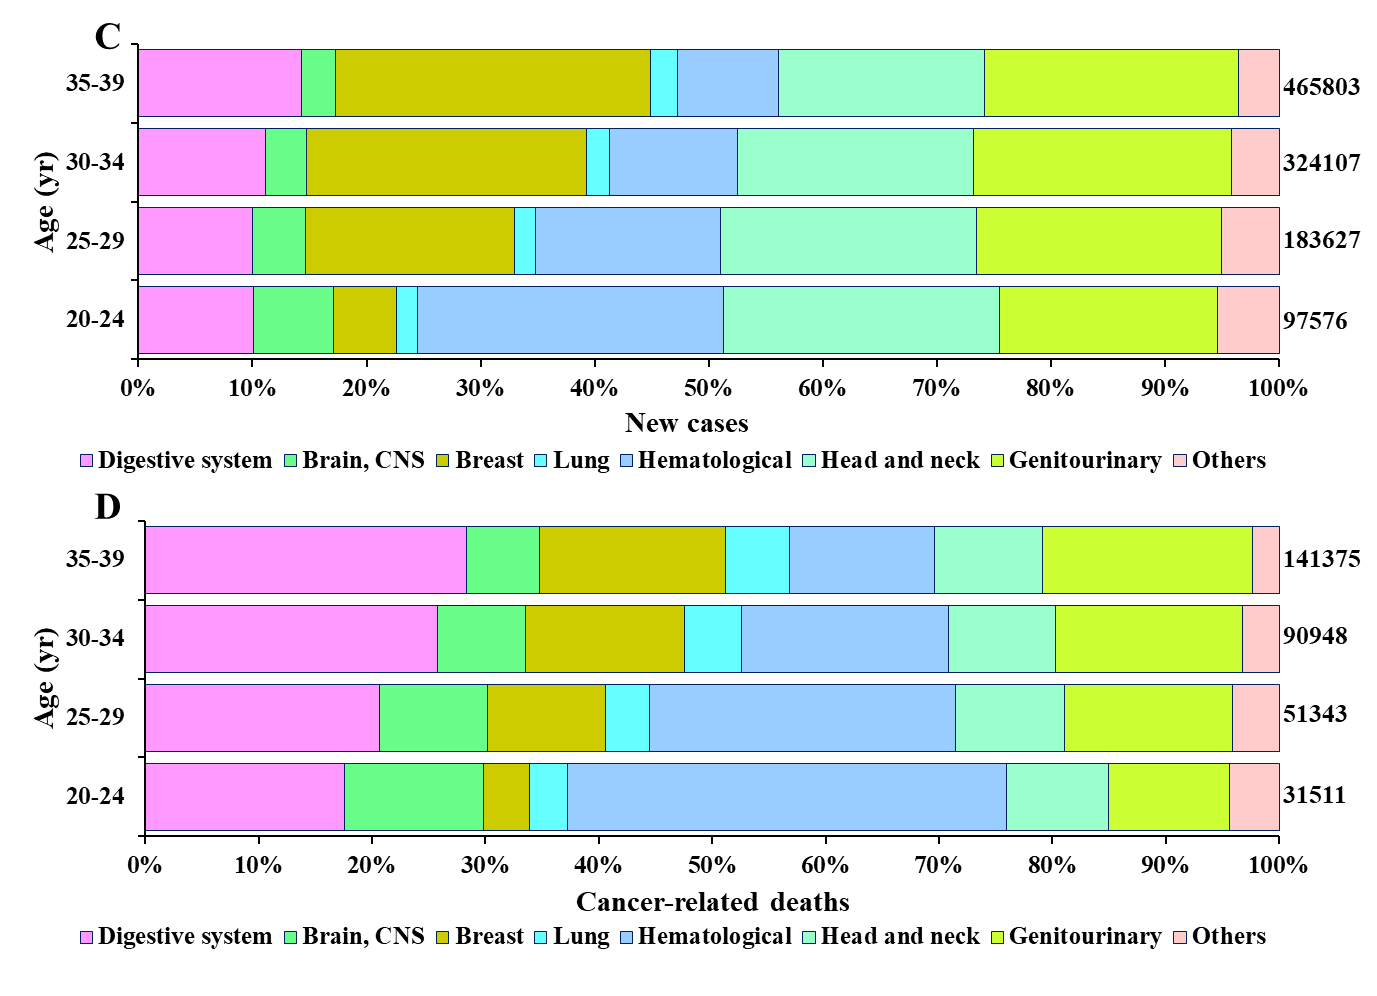 C
35-39 465803
30-34 324107
25-29 183627
20-24 97576
Age (yr)
0% 10% 20% 30% 40% 50% 60% 70% 80% 90% 100%
New cases
Digestive system Brain, CNS Breast Lung Hematological Head and neck Genitourinary Others
D
35-39 141375
30-34 90948
25-29 51343
20-24 31511
Age (yr)
0% 10% 20% 30% 40% 50% 60% 70% 80% 90% 100%
Cancer-related deaths
Digestive system Brain, CNS Breast Lung Hematological Head and neck Genitourinary Others